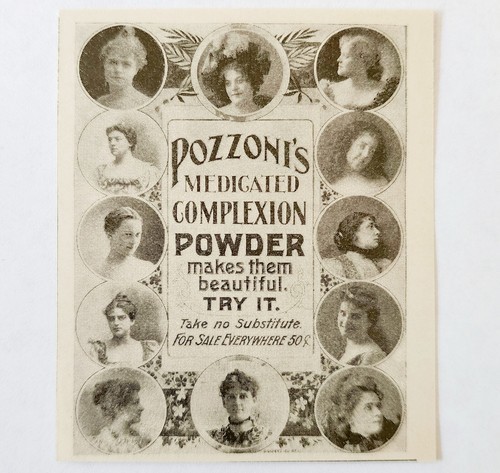 POZZONI'S
MEDICATED
COMPLEXION
POWDER
makes them
beautiful.
TRY IT.
Take no Substitute.
FOR SALE EVERYWHERE 50¢